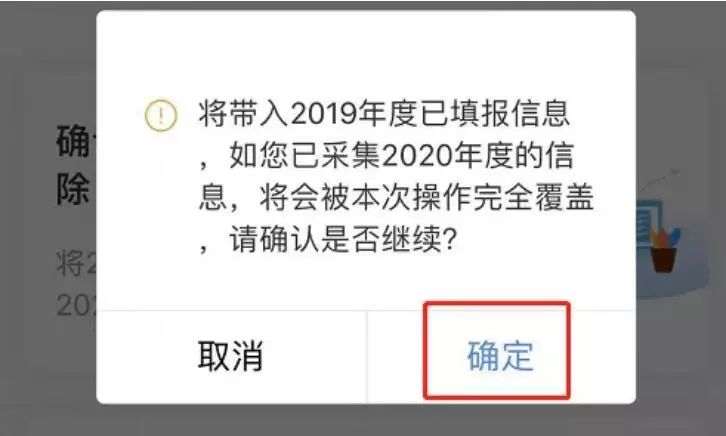 将带入2019年度已填报信息
，如您已采集2020年度的信
息，将会被本次操作完全覆盖
，请确认是否继续?
确
除
将2
202
取消
确定